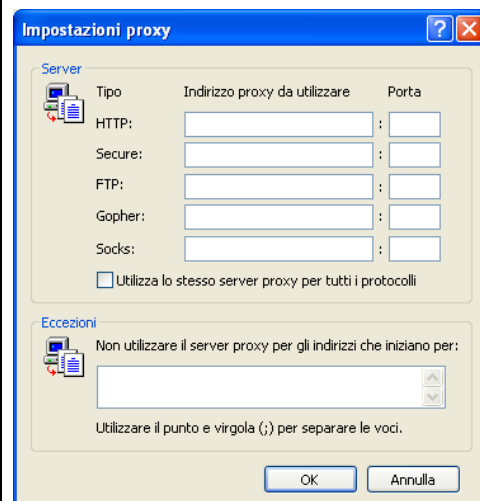 Impostazioni proxy
Server
Tipo Indirizzo proxy da utilizzare Porta
HTTP: :
Secure: :
FTP: :
Gopher: :
Socks: :
Utilizza lo stesso server proxy per tutti i protocolli
Eccezioni
Non utilizzare il server proxy per gli indirizzi che iniziano per:
Utilizzare il punto e virgola (;) per separare le voci.
OK Annulla